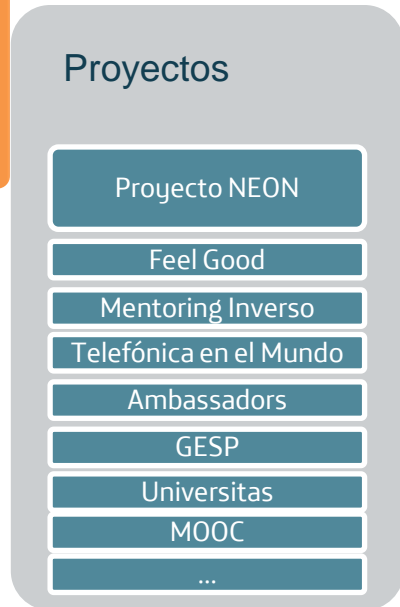 Proyectos
Proyecto NEON
Feel Good
Mentoring Inverso
Telefónica en el Mundo
Ambassadors
GESP
Universitas
MOOC
...